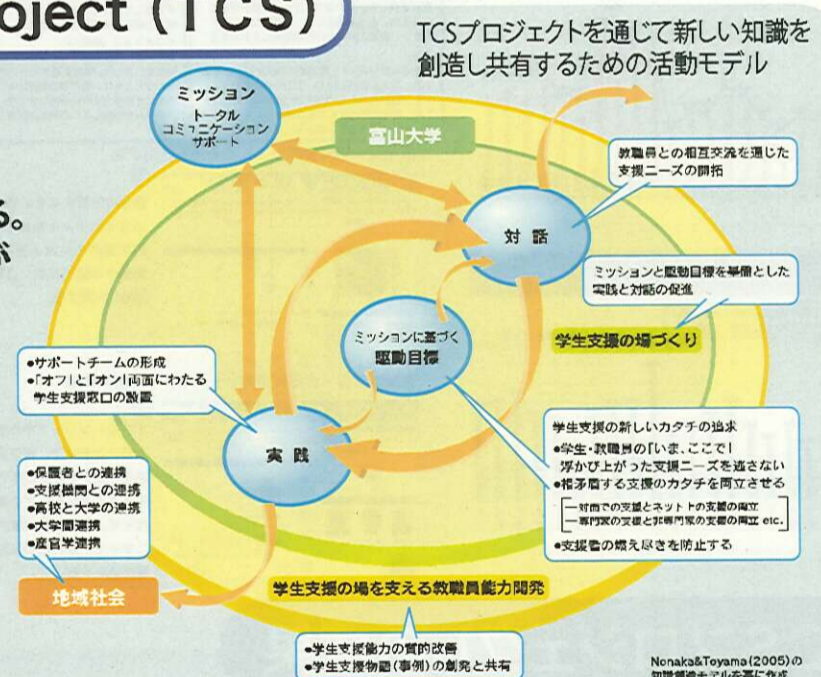 oject (TCS)
TCSプロジェクトを通じて新しい知識を
創造し共有するための活動モデル
ミッション
トータル
コミュニケーション
サポート
富山大学
教職員との相互交流を通じた
支援ニーズの開拓
る。
が
対話
ミッションと駆動目標を基盤とした
実践と対話の促進
ミッションに基づく
駆動目標
学生支援の場づくり
●サポートチームの形成
●「オフ」と「オン」両面にわたる
学生支援窓口の設置
学生支援の新しいカタチの追求
●学生・教職員の「いま、ここで」
浮かび上がった支援ニーズを逃さない
●相矛盾する支援のカタチを両立させる
―対面での支援とネット上の支援の両立
―専門家の支援と非専門家の支援の両立 etc.
●支援者の燃え尽きを防止する
実践
●保護者との連携
●支援機関との連携
●高校と大学の連携
●大学間連携
●産官学連携
地域社会
学生支援の場を支える教職員能力開発
●学生支援能力の質的改善
●学生支援物語(事例)の創発と共有
Nonaka&Toyama(2005)の
知識創造モデルを基に作成